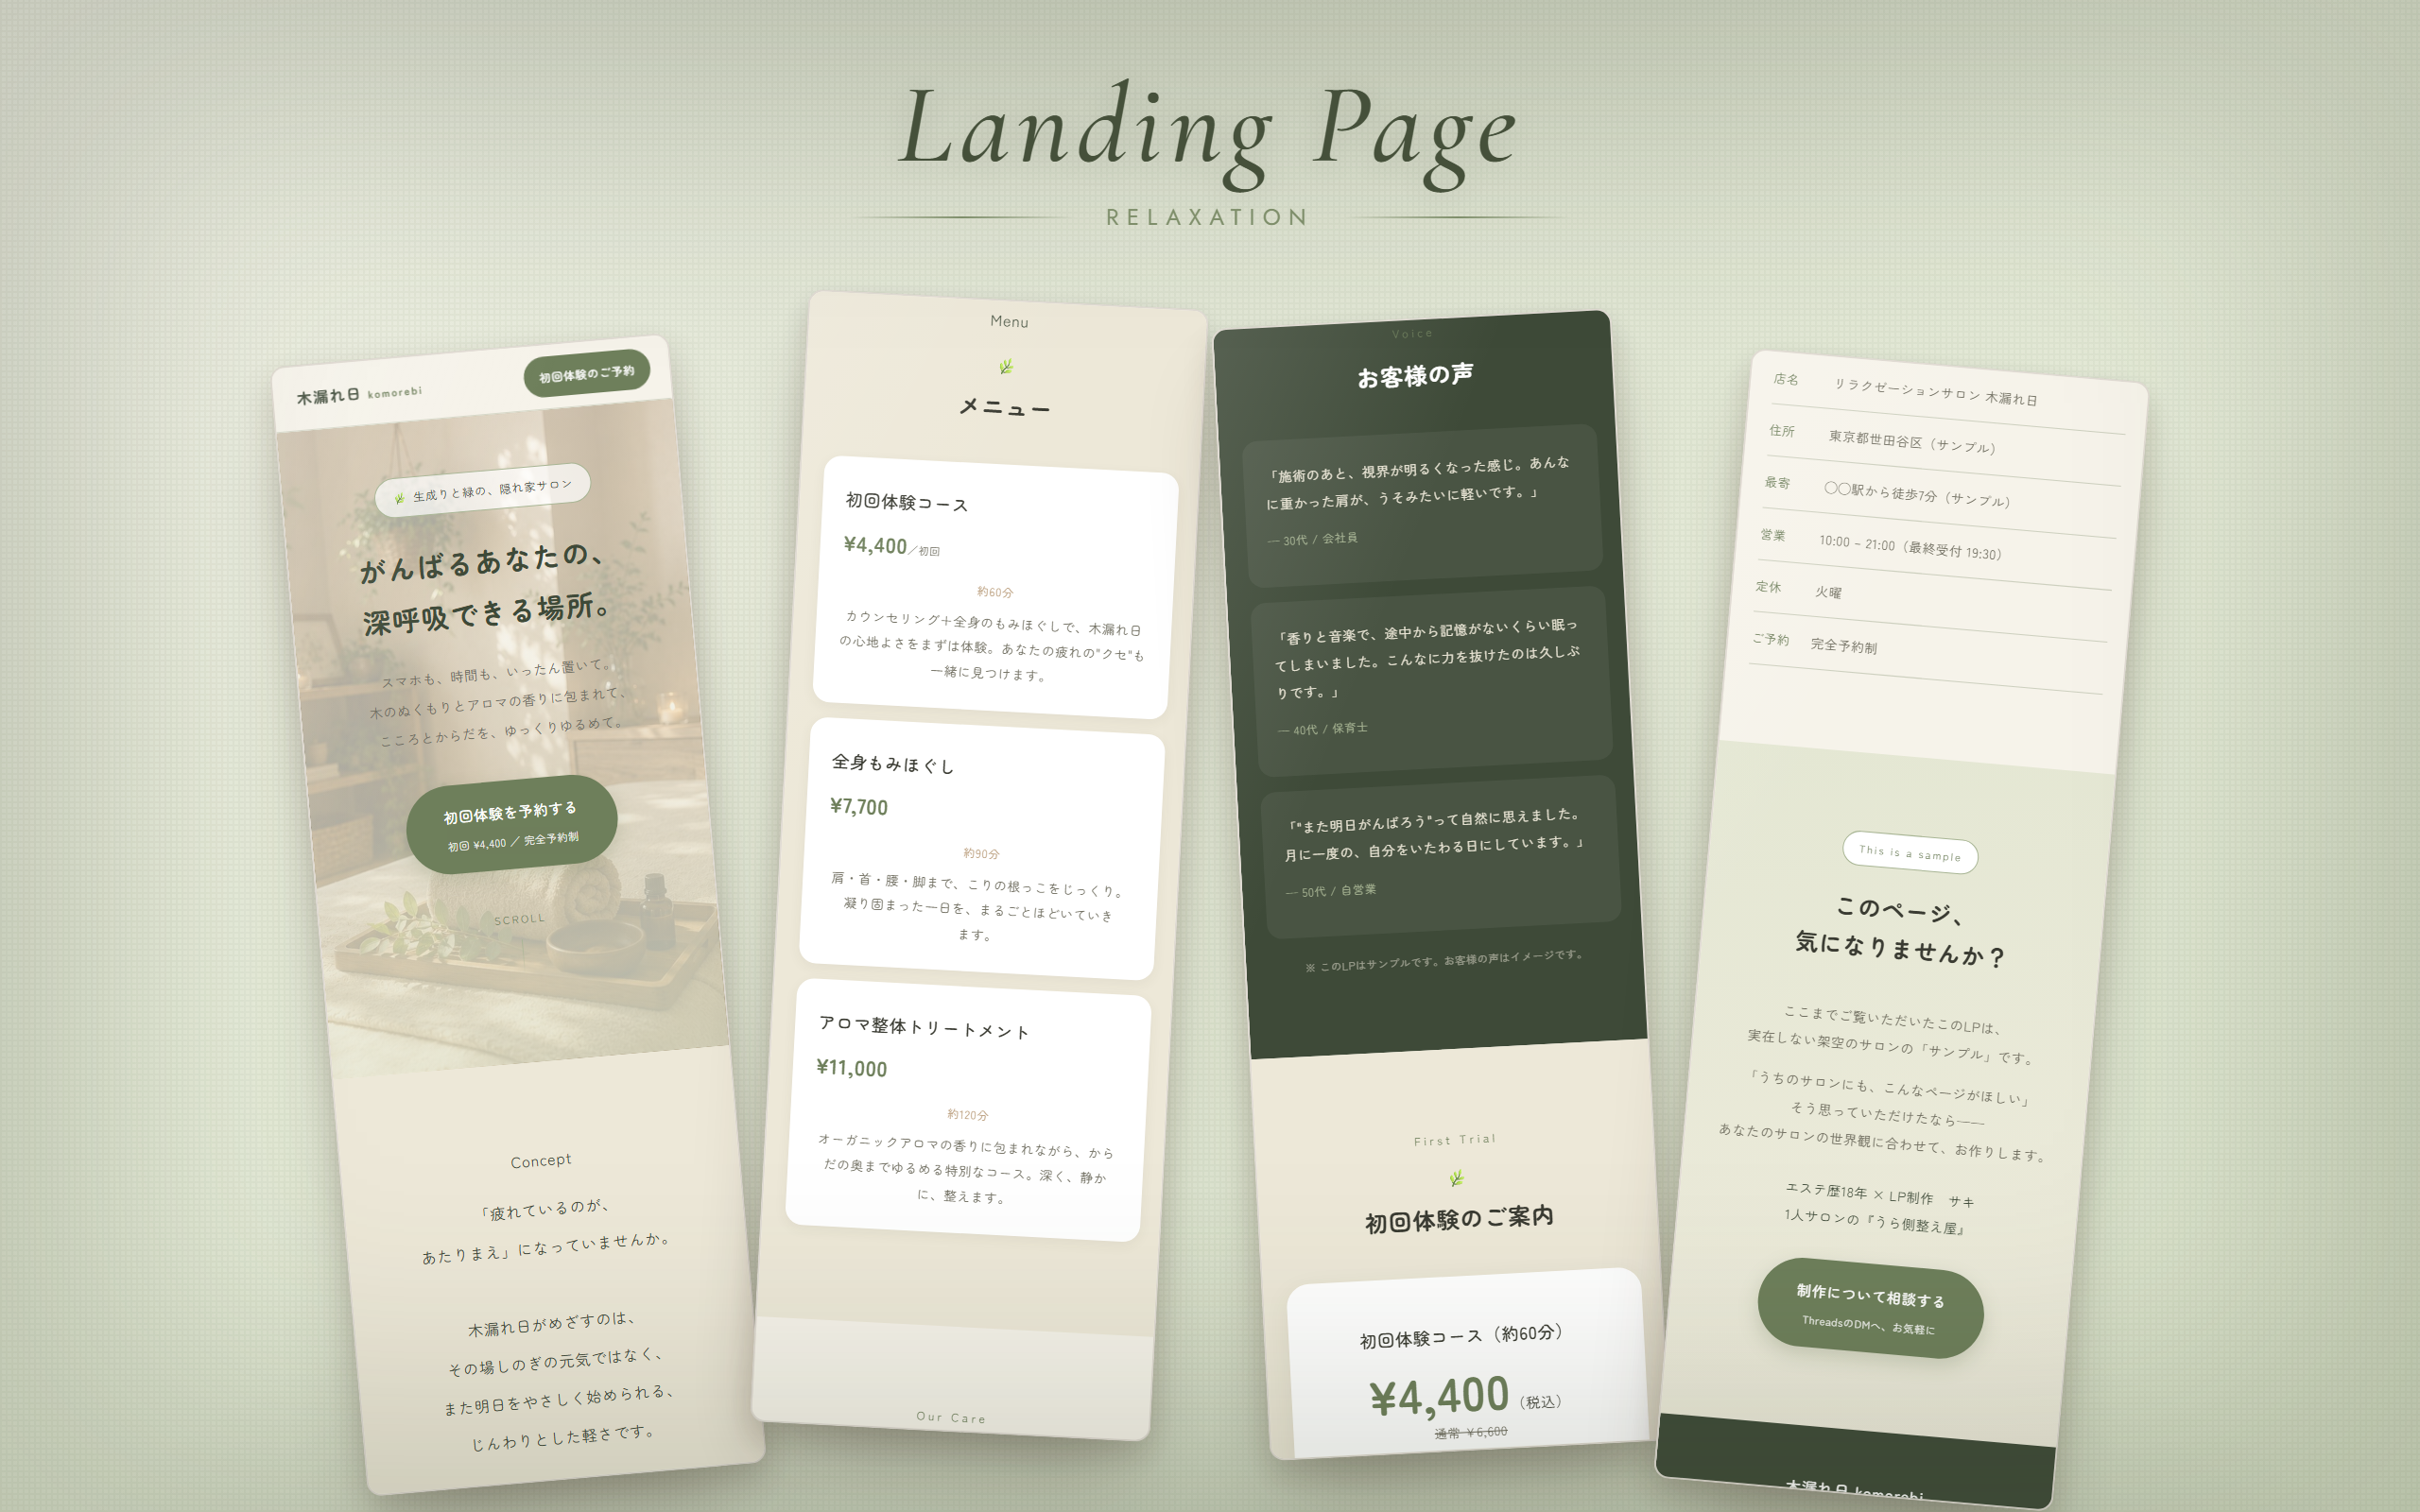 Landing Page
RELAXATION
木漏れ日 komorebi
初回体験のご予約
生成りと緑の、隠れ家サロン
がんばるあなたの、
深呼吸できる場所。
スマホも、時間も、いったん置いて。
木のぬくもりとアロマの香りに包まれて、
こころとからだを、ゆっくりゆるめて。
初回体験を予約する
初回 ¥4,400 ／ 完全予約制
SCROLL
Concept
「疲れているのが、
あたりまえ」になっていませんか。
木漏れ日がめざすのは、
その場しのぎの元気ではなく、
また明日をやさしく始められる、
じんわりとした軽さです。
Menu
メニュー
初回体験コース
¥4,400／初回
約60分
カウンセリング＋全身のもみほぐしで、木漏れ日
の心地よさをまずは体験。あなたの疲れの"クセ"も
一緒に見つけます。
全身もみほぐし
¥7,700
約90分
肩・首・腰・脚まで、こりの根っこをじっくり。
凝り固まった一日を、まるごとほどいていき
ます。
アロマ整体トリートメント
¥11,000
約120分
オーガニックアロマの香りに包まれながら、から
だの奥までゆるめる特別なコース。深く、静か
に、整えます。
Our Care
Voice
お客様の声
「施術のあと、視界が明るくなった感じ。あんな
に重かった肩が、うそみたいに軽いです。」
— 30代 / 会社員
「香りと音楽で、途中から記憶がないくらい眠っ
てしまいました。こんなに力を抜けたのは久しぶ
りです。」
— 40代 / 保育士
「"また明日がんばろう"って自然に思えました。
月に一度の、自分をいたわる日にしています。」
— 50代 / 自営業
※ このLPはサンプルです。お客様の声はイメージです。
First Trial
初回体験のご案内
初回体験コース（約60分）
¥4,400（税込）
通常 ¥6,600
店名 リラクゼーションサロン 木漏れ日
住所 東京都世田谷区（サンプル）
最寄 〇〇駅から徒歩7分（サンプル）
営業 10:00 – 21:00（最終受付 19:30）
定休 火曜
ご予約 完全予約制
This is a sample
このページ、
気になりませんか？
ここまでご覧いただいたこのLPは、
実在しない架空のサロンの「サンプル」です。
「うちのサロンにも、こんなページがほしい」
そう思っていただけたなら——
あなたのサロンの世界観に合わせて、お作りします。
エステ歴18年 × LP制作　サキ
1人サロンの『うら側整え屋』
制作について相談する
ThreadsのDMへ、お気軽に
木漏れ日 komorebi